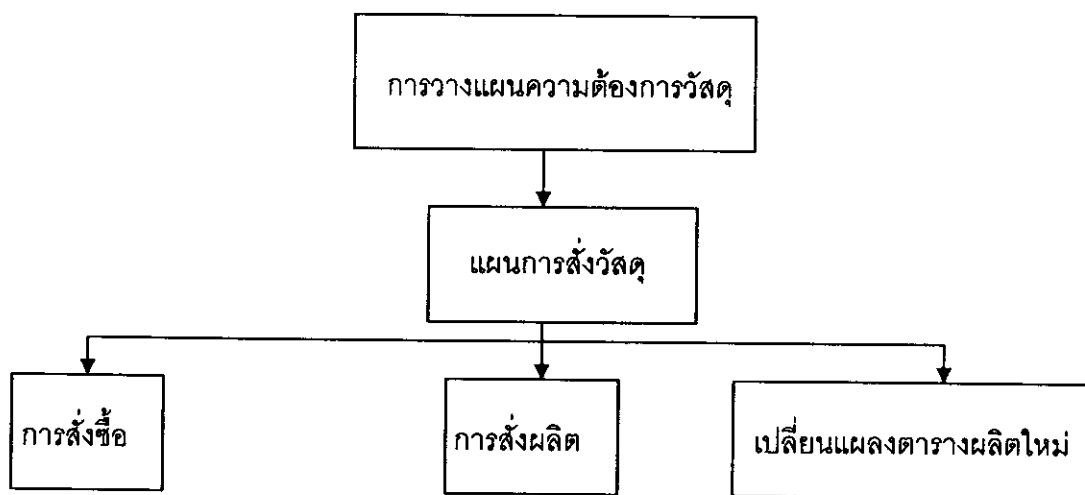 การวางแผนความต้องการวัสดุ
แผนการสั่งวัสดุ
การสั่งซื้อ
การสั่งผลิต
เปลี่ยนแผลงตารางผลิตใหม่